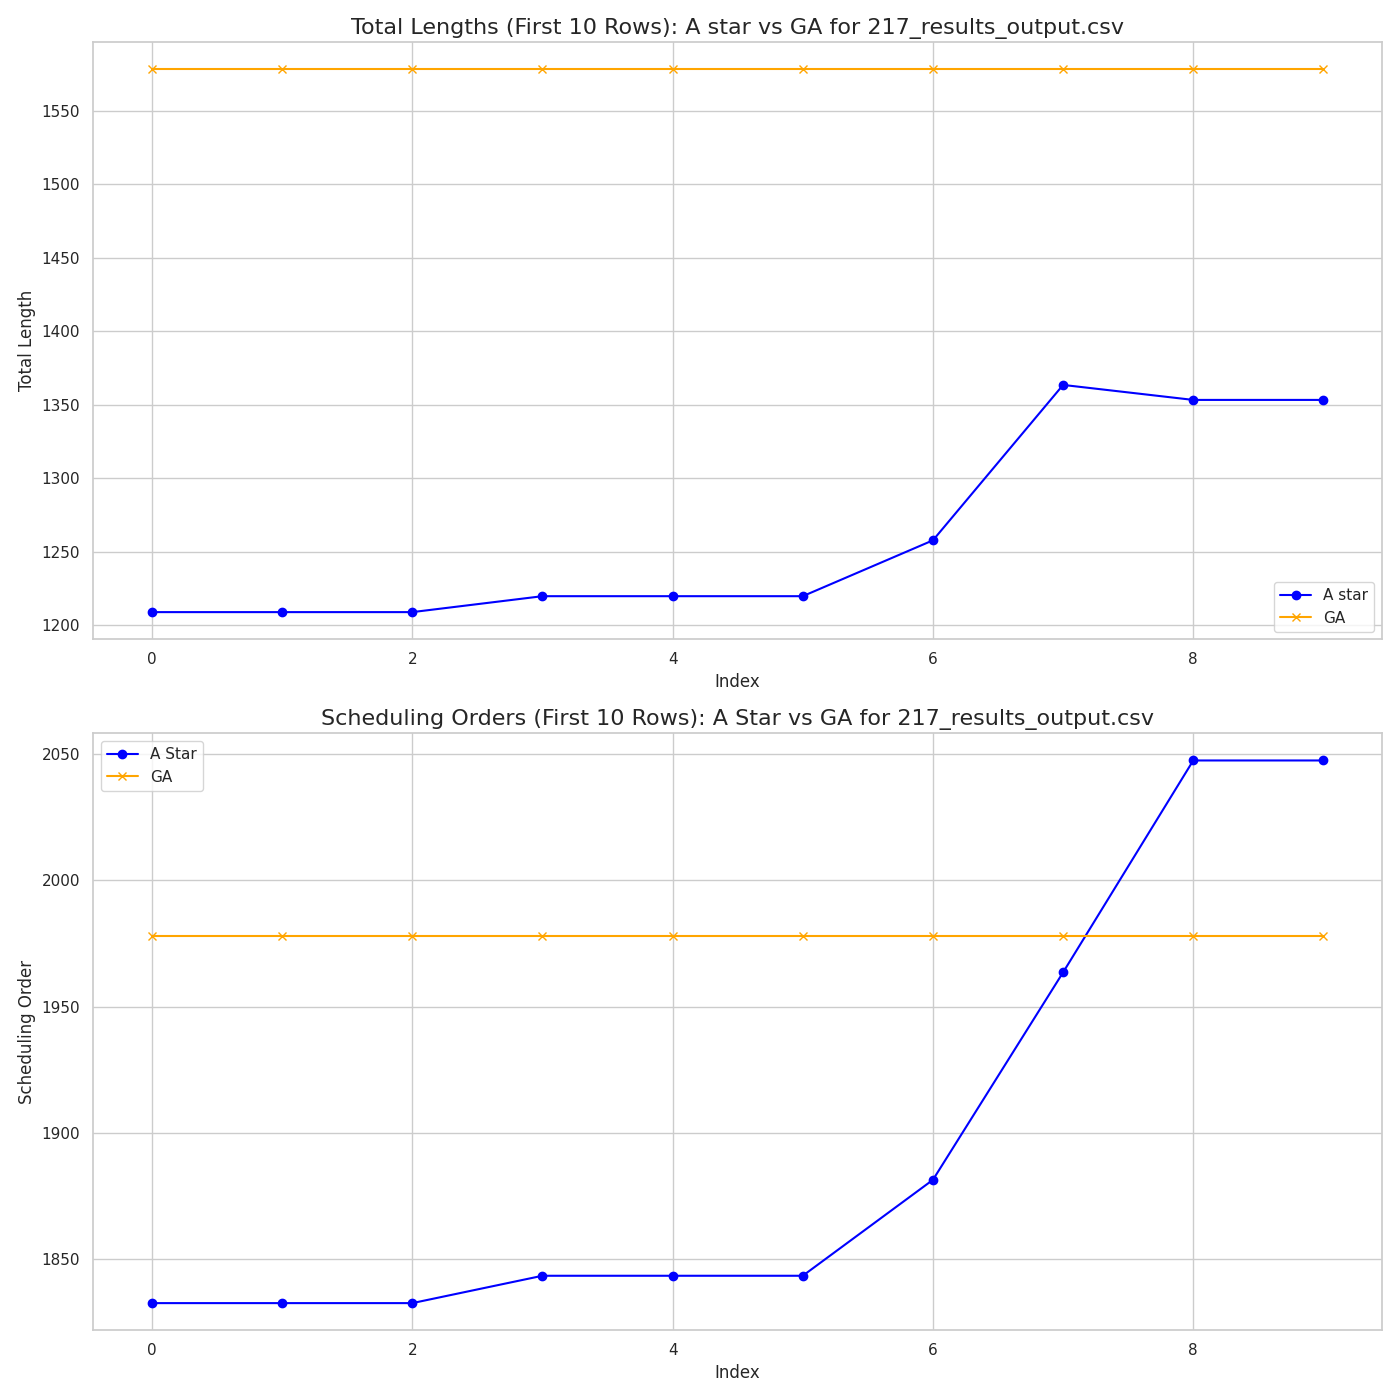 Total Lengths (First 10 Rows): A star vs GA for 217_results_output.csv
Total Length
1550
1500
1450
1400
1350
1300
1250
1200
A star
GA
0 2 4 6 8
Index
Scheduling Orders (First 10 Rows): A Star vs GA for 217_results_output.csv
Scheduling Order
A Star
GA
2050
2000
1950
1900
1850
0 2 4 6 8
Index